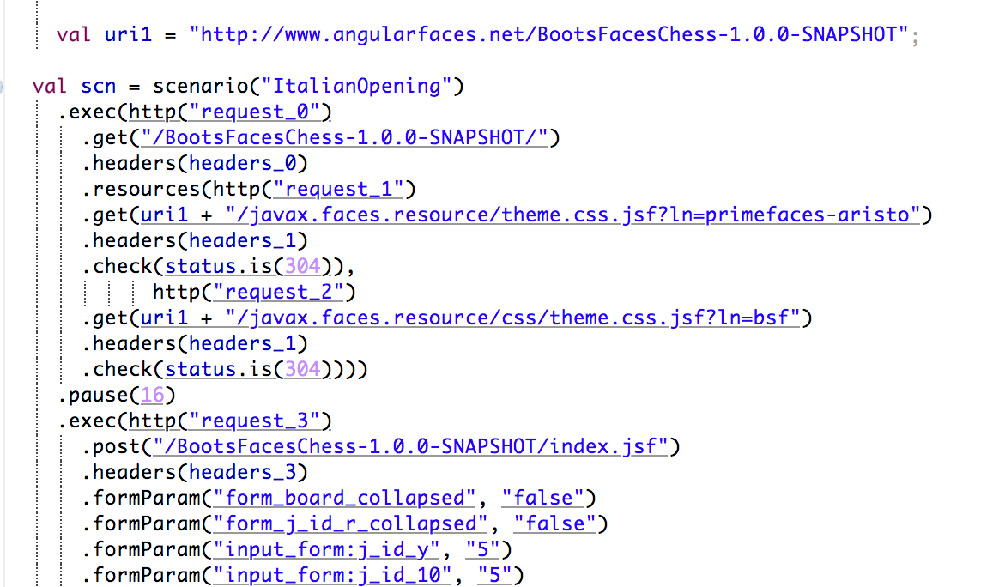 val uri1 = "http://www.angularfaces.net/BootsFacesChess-1.0.0-SNAPSHOT";
val scn = scenario("ItalianOpening")
.exec(http("request_0")
.get("/BootsFacesChess-1.0.0-SNAPSHOT/")
.headers(headers_0)
.resources(http("request_1")
.get(uri1 + "/javax.faces.resource/theme.css.jsf?ln=primefaces-aristo")
.headers(headers_1)
.check(status.is(304)),
http("request_2")
.get(uri1 + "/javax.faces.resource/css/theme.css.jsf?ln=bsf")
.headers(headers_1)
.check(status.is(304))))
.pause(16)
.exec(http("request_3")
.post("/BootsFacesChess-1.0.0-SNAPSHOT/index.jsf")
.headers(headers_3)
.formParam("form_board_collapsed", "false")
.formParam("form_j_id_r_collapsed", "false")
.formParam("input_form:j_id_y", "5")
.formParam("input_form:j_id_10", "5")